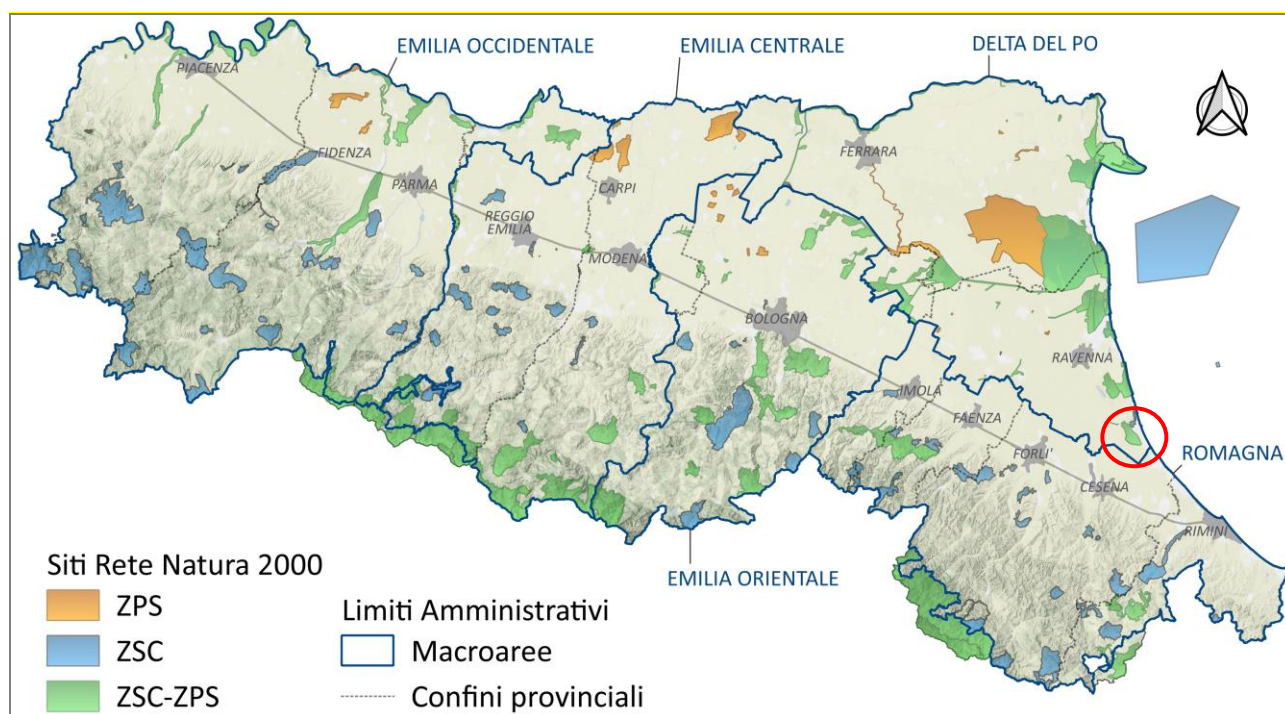 EMILIA OCCIDENTALE
EMILIA CENTRALE
DELTA DEL PO
PIACENZA
FIDENZA
PARMA
REGGIO
EMILIA
CARPI
MODENA
FERRARA
BOLOGNA
IMOLA
FAENZA
FORLI'
CESENA
RAVENNA
RIMINI
ROMAGNA
EMILIA ORIENTALE
Siti Rete Natura 2000
ZPS
ZSC
ZSC-ZPS
Limiti Amministrativi
Macroaree
Confini provinciali